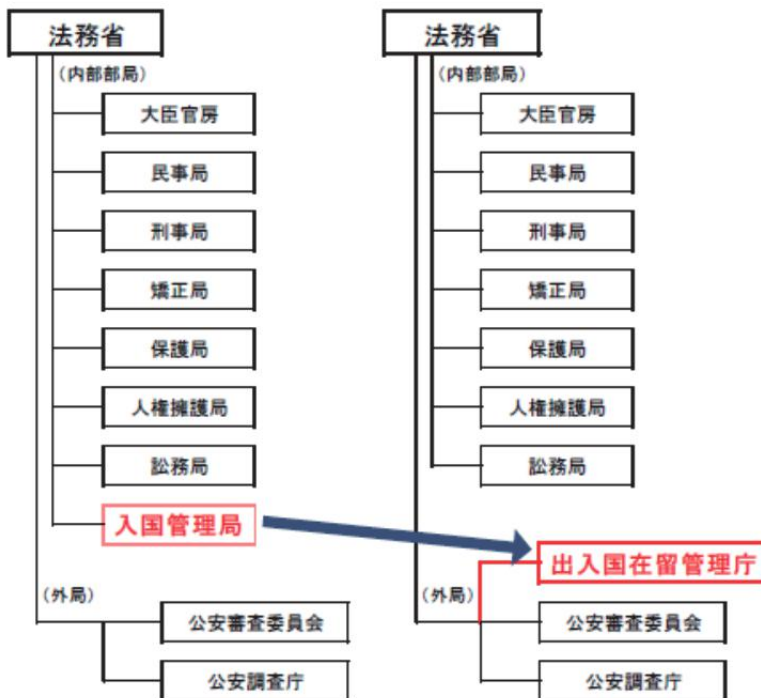 法務省
(内部部局)
大臣官房
民事局
刑事局
矯正局
保護局
人権擁護局
訟務局
入国管理局
(外局)
公安審査委員会
公安調査庁
法務省
(内部部局)
大臣官房
民事局
刑事局
矯正局
保護局
人権擁護局
訟務局
出入国在留管理庁
(外局)
公安審査委員会
公安調査庁